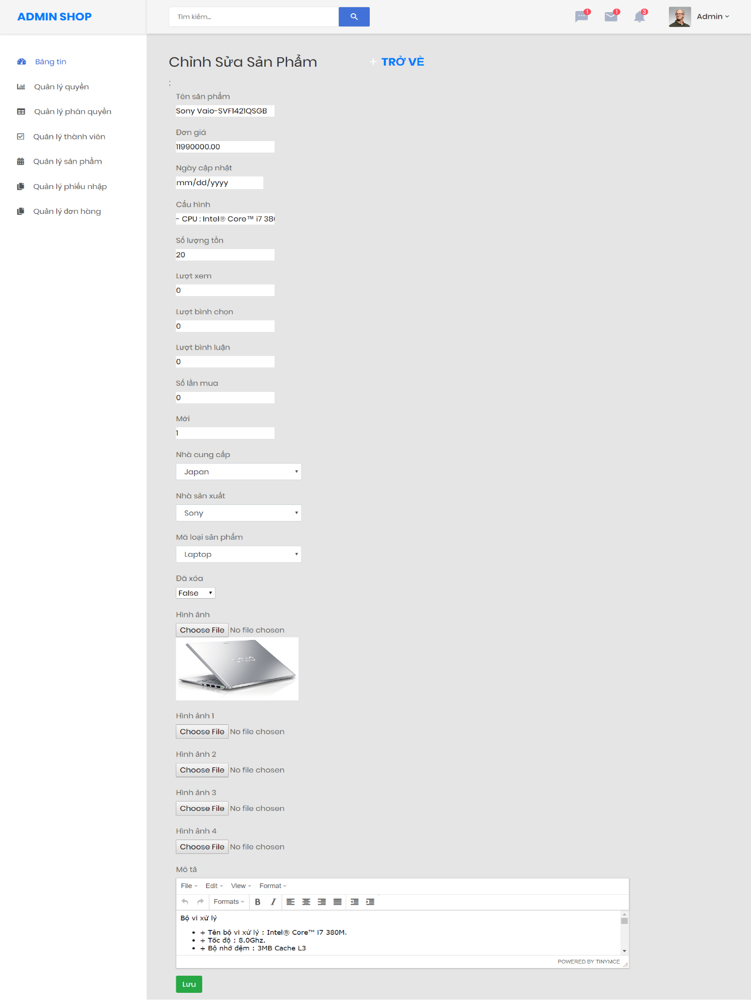 ADMIN SHOP
Tìm kiếm...
1
1
3
Admin
Bảng tin
Quản lý quyền
Quản lý phân quyền
Quản lý thành viên
Quản lý sản phẩm
Quản lý phiếu nhập
Quản lý đơn hàng
Chỉnh Sửa Sản Phẩm
+ TRỞ VỀ
;
Tên sản phẩm
Sony Vaio-SVF1421QSGB
Đơn giá
11990000.00
Ngày cập nhật
mm/dd/yyyy
Cấu hình
- CPU : Intel® Core™ i7 380
Số lượng tồn
20
Lượt xem
0
Lượt bình chọn
0
Lượt bình luận
0
Số lần mua
0
Mới
1
Nhà cung cấp
Japan
Nhà sản xuất
Sony
Mã loại sản phẩm
Laptop
Đã xóa
False
Hình ảnh
Choose File No file chosen
VAIO
Hình ảnh 1
Choose File No file chosen
Hình ảnh 2
Choose File No file chosen
Hình ảnh 3
Choose File No file chosen
Hình ảnh 4
Choose File No file chosen
Mô tả
File Edit View Format
Formats B I
Bộ vi xử lý
• + Tên bộ vi xử lý : Intel® Core™ i7 380M.
• + Tốc độ : 8.0Ghz.
• + Bộ nhớ đệm : 3MB Cache L3
POWERED BY TINYMCE
Lưu